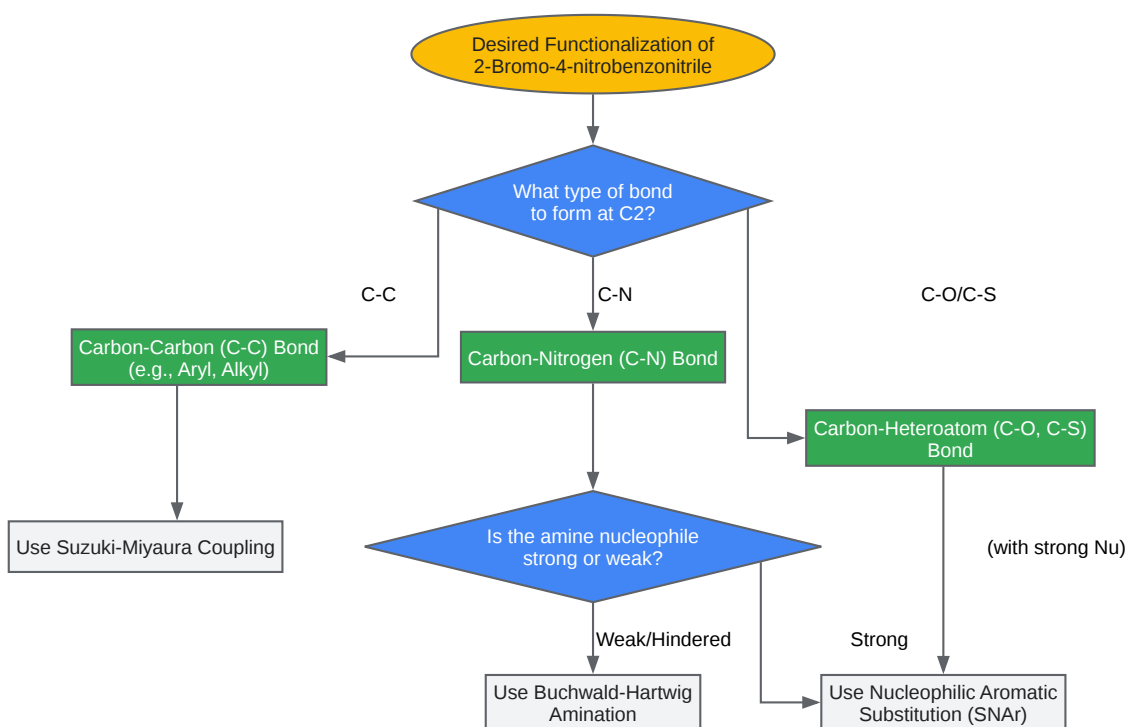 Desired Functionalization of
2-Bromo-4-nitrobenzonitrile
What type of bond
to form at C2?
C-C
C-N
C-O/C-S
Carbon-Carbon (C-C) Bond
(e.g., Aryl, Alkyl)
Carbon-Nitrogen (C-N) Bond
Carbon-Heteroatom (C-O, C-S)
Bond
Use Suzuki-Miyaura Coupling
Is the amine nucleophile
strong or weak?
(with strong Nu)
Weak/Hindered
Strong
Use Buchwald-Hartwig
Amination
Use Nucleophilic Aromatic
Substitution (SNAr)